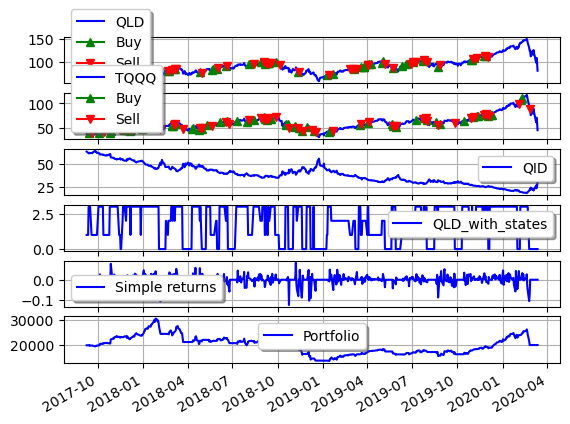 QLD
Buy
Sell
150
100
TQQQ
Buy
Sell
100
50
50
25
QID
2.5
0.0
QLD_with_states
0.0
−0.1
Simple returns
30000
20000
Portfolio
2017-10
2018-01
2018-04
2018-07
2018-10
2019-01
2019-04
2019-07
2019-10
2020-01
2020-04